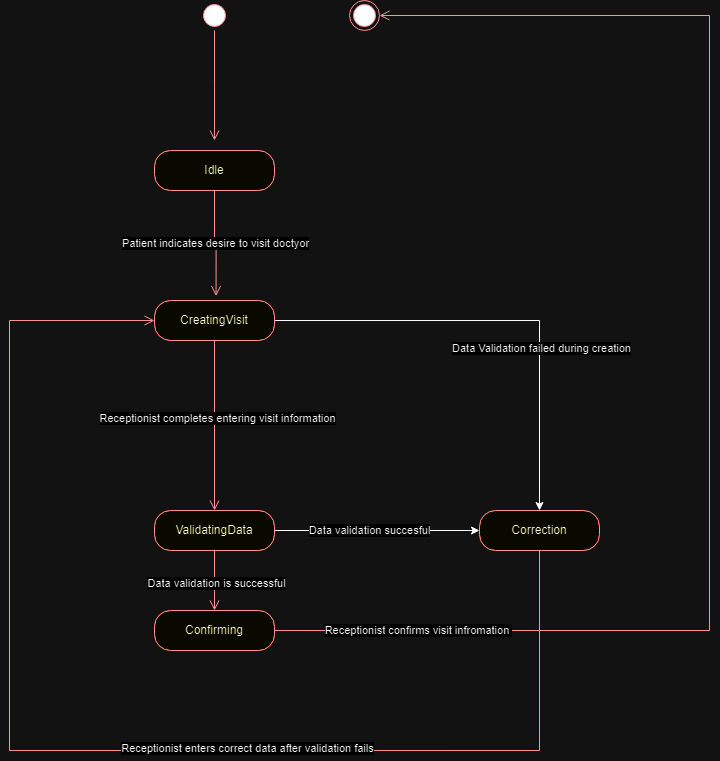 Idle
Patient indicates desire to visit doctyor
CreatingVisit
Data Validation failed during creation
Receptionist completes entering visit information
ValidatingData
Data validation succesful
Correction
Data validation is successful
Confirming
Receptionist confirms visit infromation
Receptionist enters correct data after validation fails